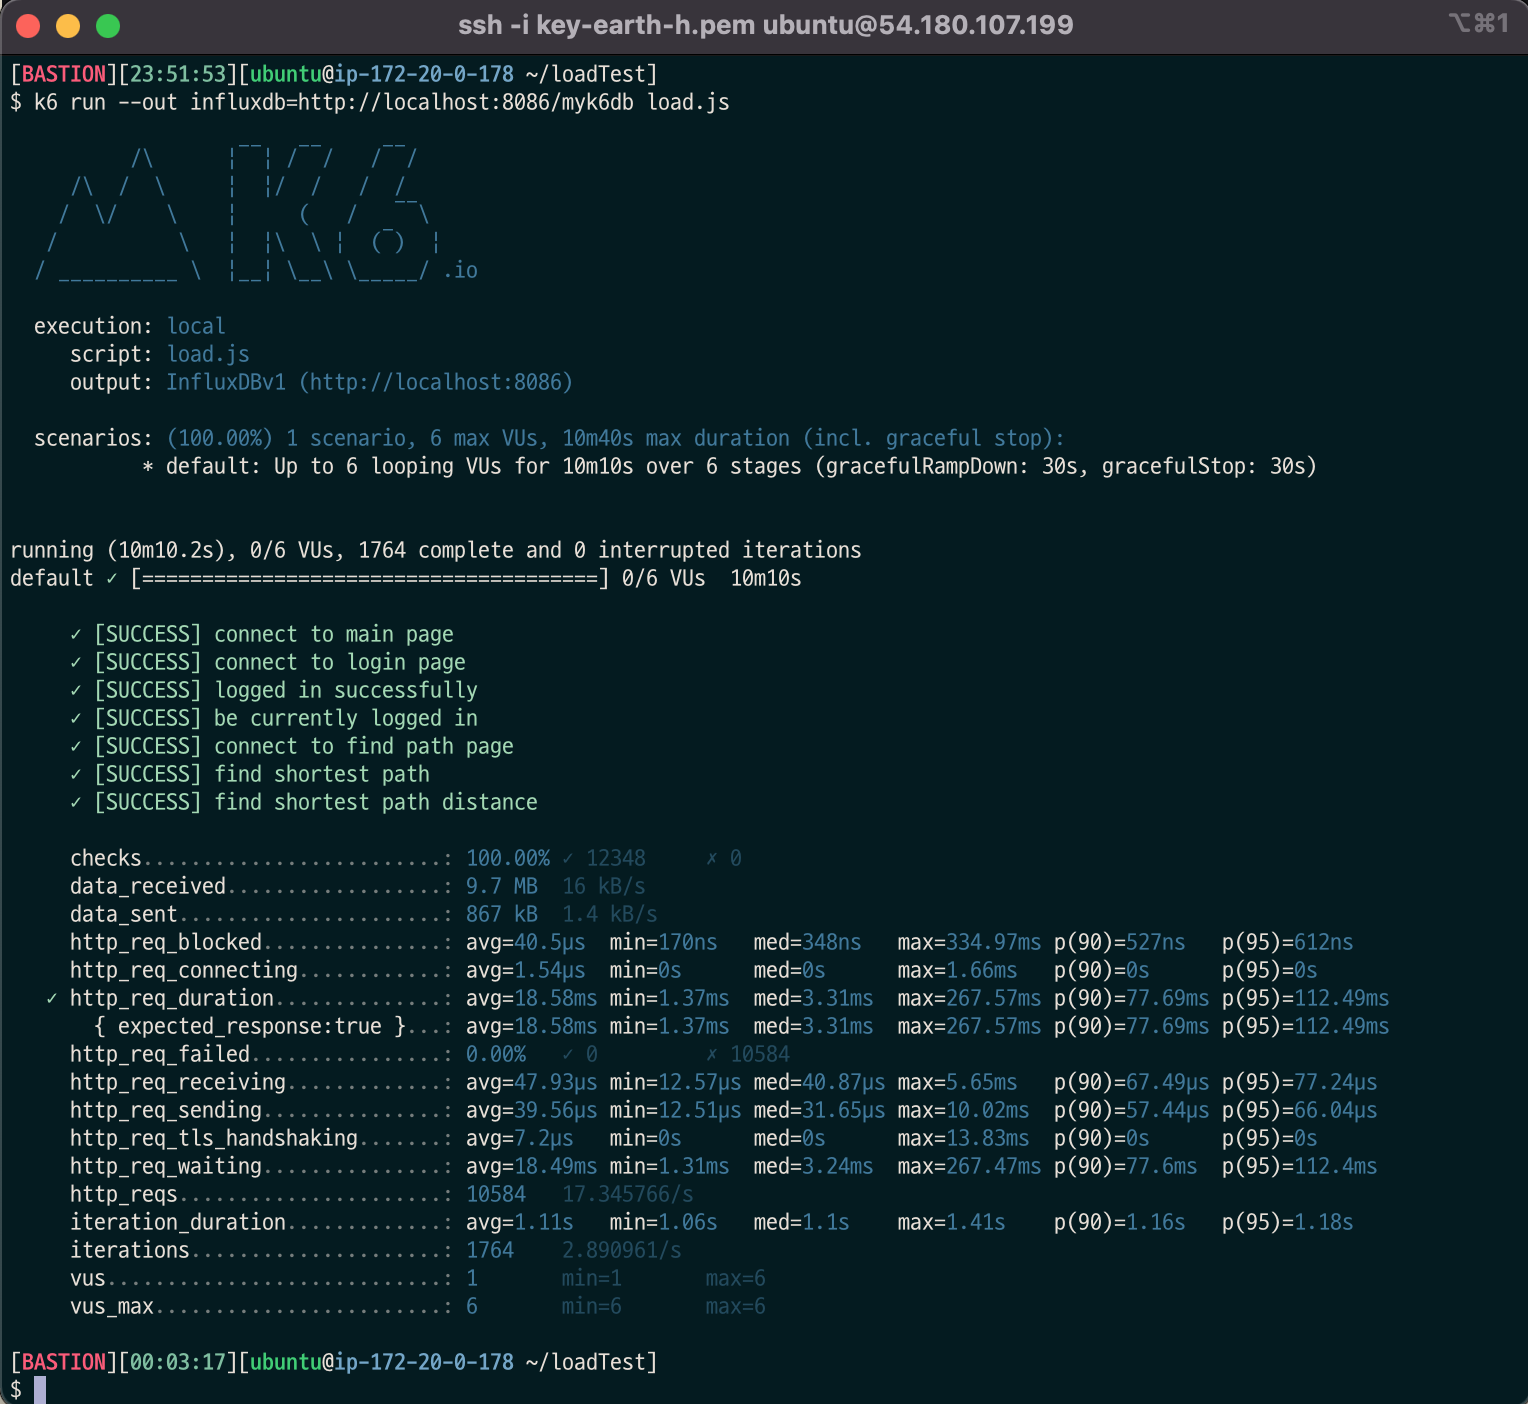 ssh -i key-earth-h.pem ubuntu@54.180.107.199
⌥⌘1
[BASTION][23:51:53][ubuntu@ip-172-20-0-178 ~/loadTest]
$ k6 run --out influxdb=http://localhost:8086/myk6db load.js
.io
execution: local
script: load.js
output: InfluxDBv1 (http://localhost:8086)
scenarios: (100.00%) 1 scenario, 6 max VUs, 10m40s max duration (incl. graceful stop):
* default: Up to 6 looping VUs for 10m10s over 6 stages (gracefulRampDown: 30s, gracefulStop: 30s)
running (10m10.2s), 0/6 VUs, 1764 complete and 0 interrupted iterations
default ✓ [======================================] 0/6 VUs  10m10s
✓ [SUCCESS] connect to main page
✓ [SUCCESS] connect to login page
✓ [SUCCESS] logged in successfully
✓ [SUCCESS] be currently logged in
✓ [SUCCESS] connect to find path page
✓ [SUCCESS] find shortest path
✓ [SUCCESS] find shortest path distance
checks.........................: 100.00% ✓ 12348     ✗ 0
data_received..................: 9.7 MB  16 kB/s
data_sent......................: 867 kB  1.4 kB/s
http_req_blocked...............: avg=40.5µs  min=170ns   med=348ns   max=334.97ms p(90)=527ns   p(95)=612ns
http_req_connecting............: avg=1.54µs  min=0s      med=0s      max=1.66ms   p(90)=0s      p(95)=0s
✓ http_req_duration..............: avg=18.58ms min=1.37ms  med=3.31ms  max=267.57ms p(90)=77.69ms p(95)=112.49ms
{ expected_response:true }...: avg=18.58ms min=1.37ms  med=3.31ms  max=267.57ms p(90)=77.69ms p(95)=112.49ms
http_req_failed................: 0.00%   ✓ 0         ✗ 10584
http_req_receiving.............: avg=47.93µs min=12.57µs med=40.87µs max=5.65ms   p(90)=67.49µs p(95)=77.24µs
http_req_sending...............: avg=39.56µs min=12.51µs med=31.65µs max=10.02ms  p(90)=57.44µs p(95)=66.04µs
http_req_tls_handshaking.......: avg=7.2µs   min=0s      med=0s      max=13.83ms  p(90)=0s      p(95)=0s
http_req_waiting...............: avg=18.49ms min=1.31ms  med=3.24ms  max=267.47ms p(90)=77.6ms  p(95)=112.4ms
http_reqs......................: 10584   17.345766/s
iteration_duration.............: avg=1.11s   min=1.06s   med=1.1s    max=1.41s    p(90)=1.16s   p(95)=1.18s
iterations.....................: 1764    2.890961/s
vus............................: 1       min=1       max=6
vus_max........................: 6       min=6       max=6
[BASTION][00:03:17][ubuntu@ip-172-20-0-178 ~/loadTest]
$